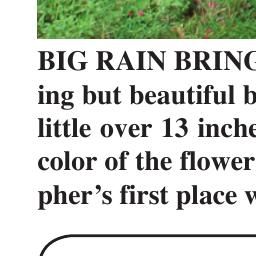 BIG RAIN BRING
ing but beautiful b
little over 13 inche
color of the flower
pher’s first place w